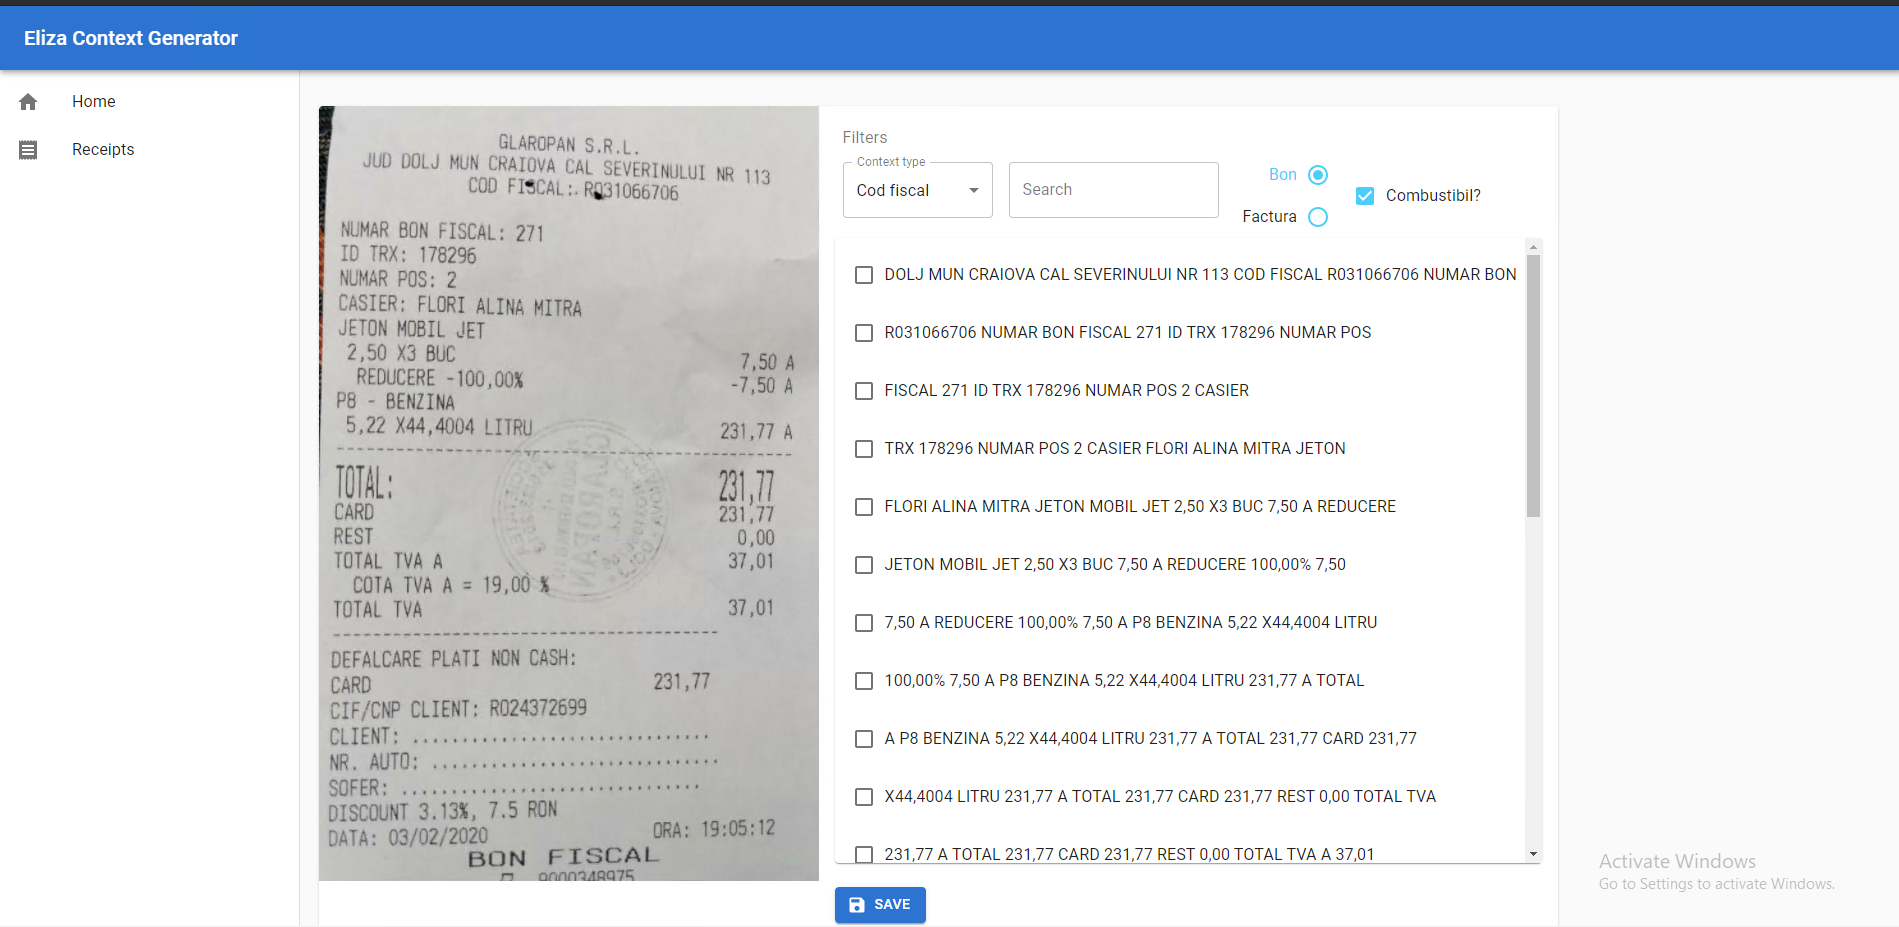 Eliza Context Generator
Home
Receipts
GLAROPAN S.R.L.
JUD DOLJ MUN CRAIOVA CAL SEVERINULUI NR 113
COD FISCAL: RO31066706
NUMAR BON FISCAL: 271
ID TRX: 178296
NUMAR POS: 2
CASIER: FLORI ALINA MITRA
JETON MOBIL JET
2,50 X3 BUC 7,50 A
REDUCERE -100,00% -7,50 A
P8 - BENZINA
5,22 X44,4004 LITRU 231,77 A
TOTAL: 231,77
CARD 231,77
REST 0,00
TOTAL TVA A 37,01
COTA TVA A = 19,00 %
TOTAL TVA 37,01
DEFALCARE PLATI NON CASH:
CARD 231,77
CIF/CNP CLIENT: RO24372699
CLIENT: ................................
NR. AUTO: ...............................
SOFER: ................................
DISCOUNT 3.13%, 7.5 RON
DATA: 03/02/2020 ORA: 19:05:12
BON FISCAL
9000348975
Filters
Context type
Cod fiscal
Search
Bon
Factura
Combustibil?
DOLJ MUN CRAIOVA CAL SEVERINULUI NR 113 COD FISCAL R031066706 NUMAR BON
R031066706 NUMAR BON FISCAL 271 ID TRX 178296 NUMAR POS
FISCAL 271 ID TRX 178296 NUMAR POS 2 CASIER
TRX 178296 NUMAR POS 2 CASIER FLORI ALINA MITRA JETON
FLORI ALINA MITRA JETON MOBIL JET 2,50 X3 BUC 7,50 A REDUCERE
JETON MOBIL JET 2,50 X3 BUC 7,50 A REDUCERE 100,00% 7,50
7,50 A REDUCERE 100,00% 7,50 A P8 BENZINA 5,22 X44,4004 LITRU
100,00% 7,50 A P8 BENZINA 5,22 X44,4004 LITRU 231,77 A TOTAL
A P8 BENZINA 5,22 X44,4004 LITRU 231,77 A TOTAL 231,77 CARD 231,77
X44,4004 LITRU 231,77 A TOTAL 231,77 CARD 231,77 REST 0,00 TOTAL TVA
231,77 A TOTAL 231,77 CARD 231,77 REST 0,00 TOTAL TVA A 37,01
SAVE
Activate Windows
Go to Settings to activate Windows.